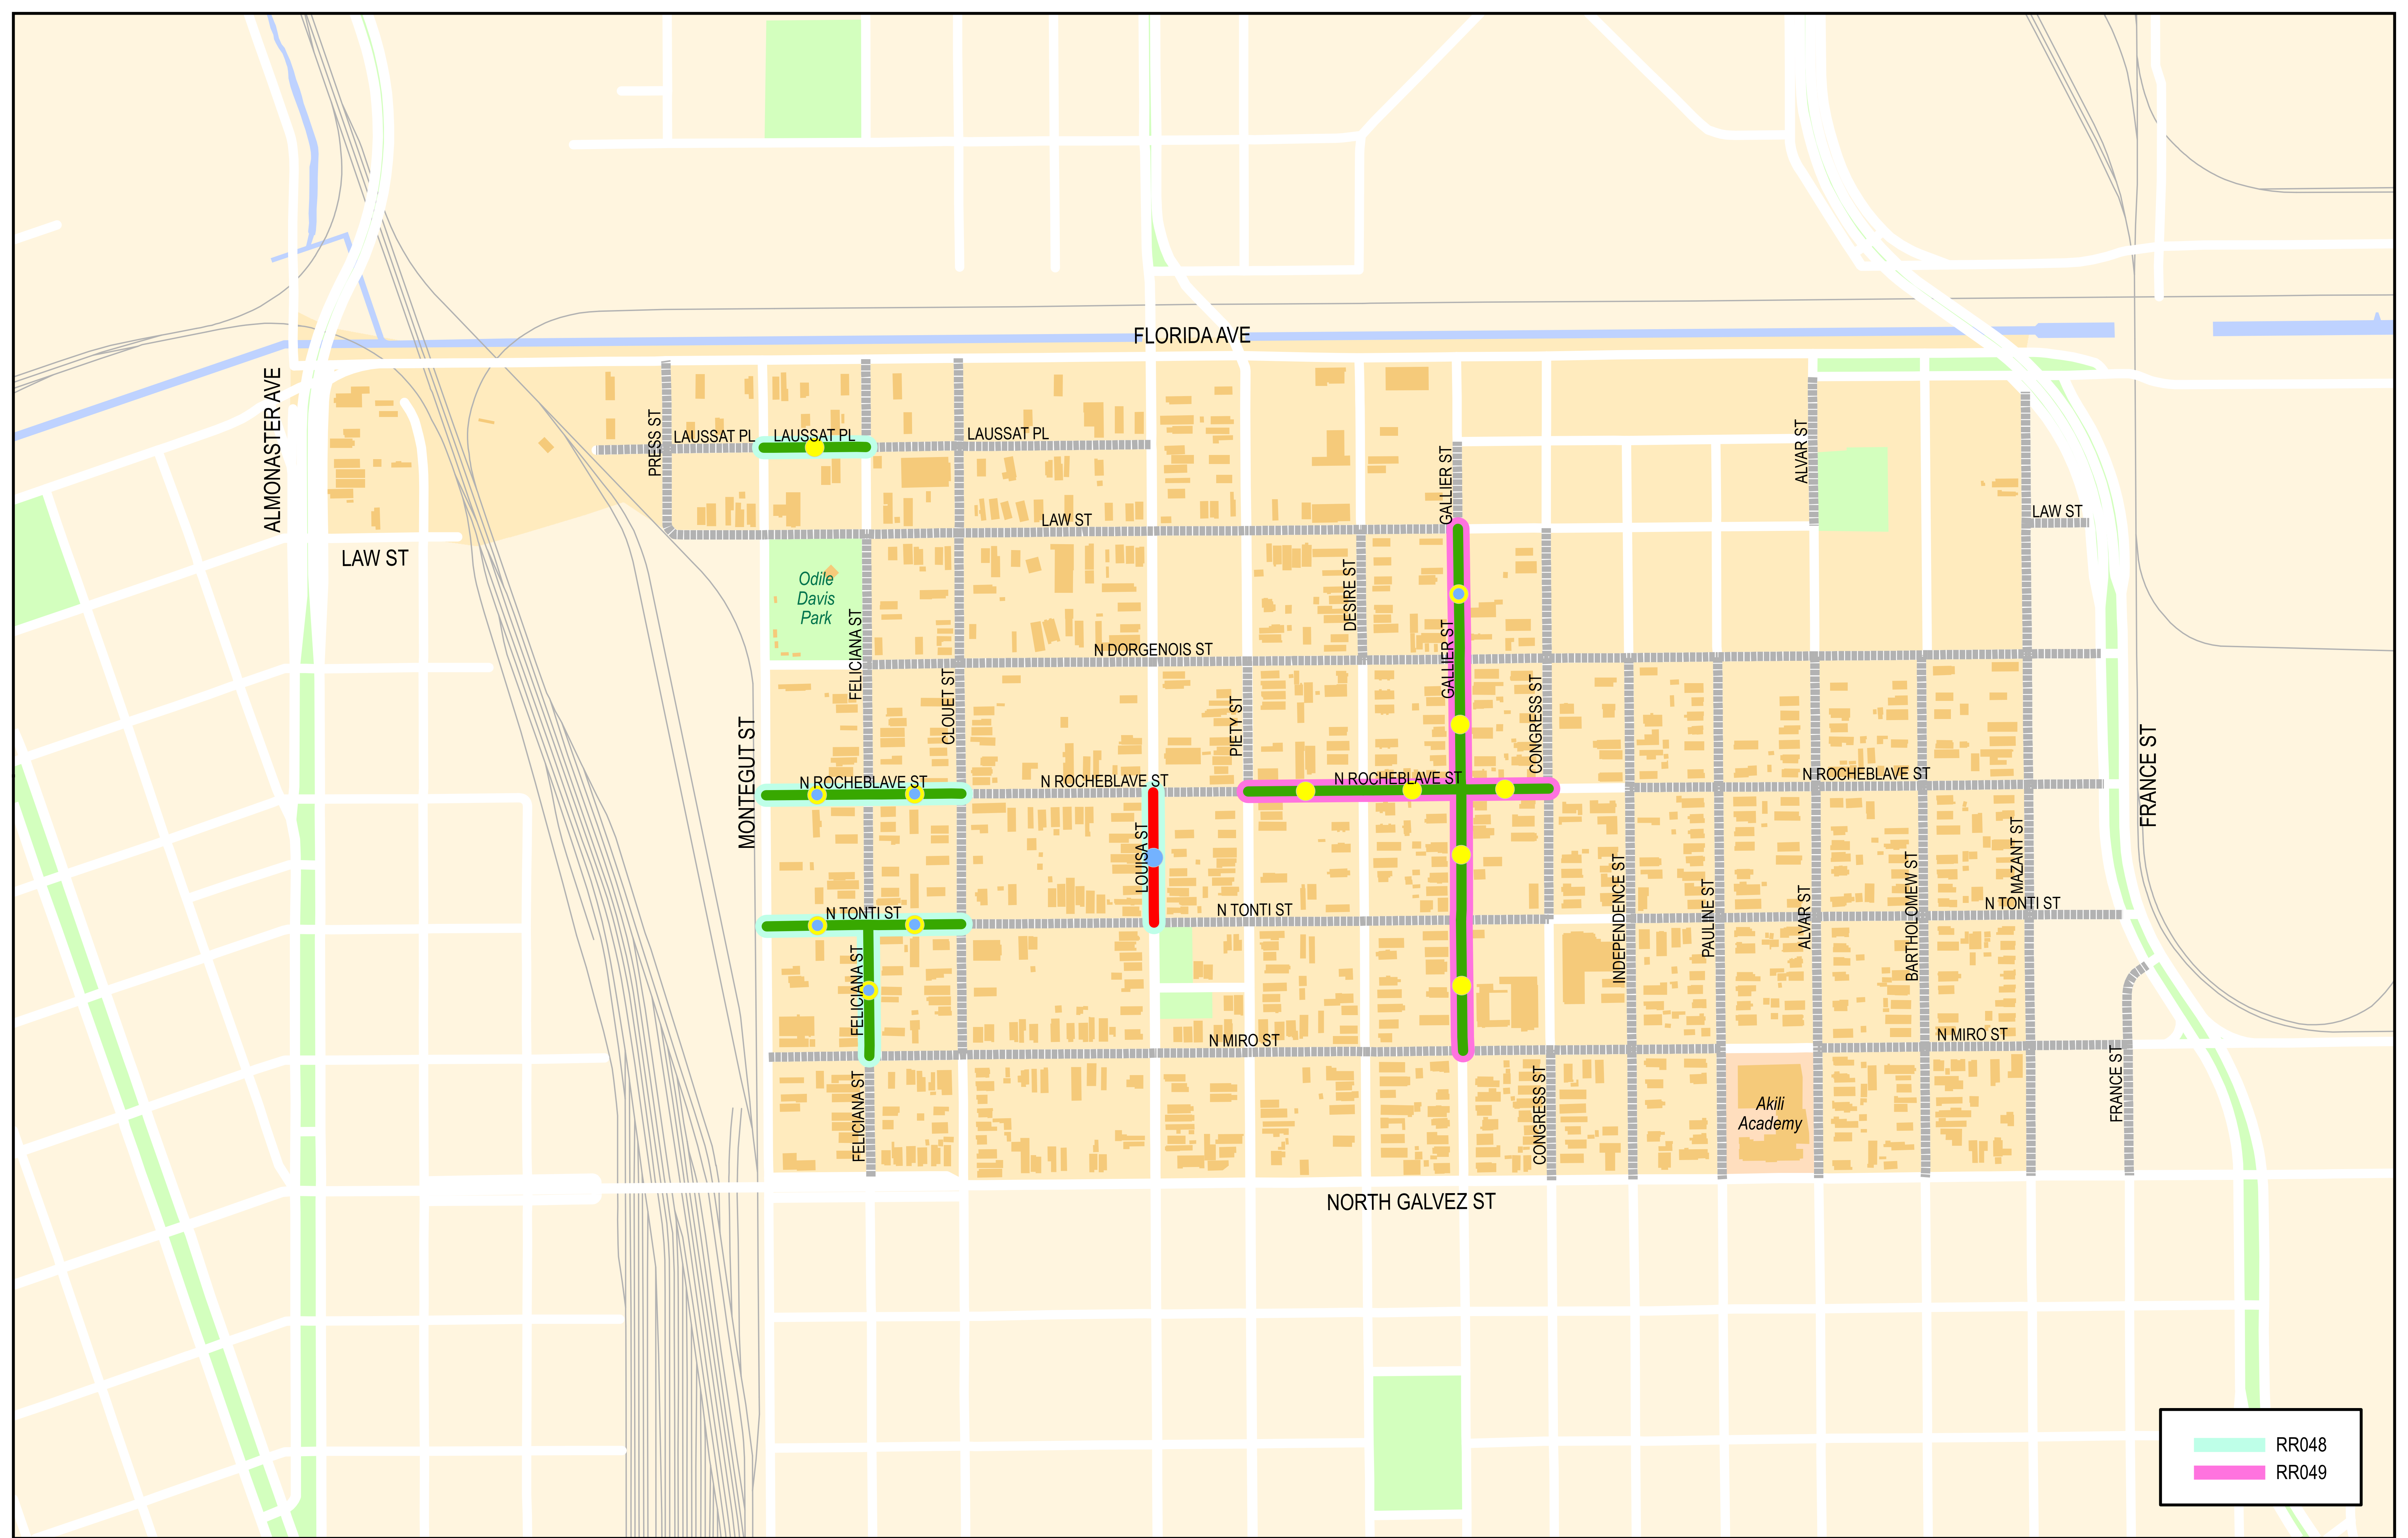 FLORIDA AVE
ALMONASTER AVE
PRESS ST
LAUSSAT PL
LAUSSAT PL
LAUSSAT PL
GALLIER ST
ALVAR ST
LAW ST
LAW ST
LAW ST
Odile
Davis
Park
FELICIANA ST
DESIRE ST
GALLIER ST
N DORGENOIS ST
CLOUET ST
PIETY ST
CONGRESS ST
MONTEGUT ST
FRANCE ST
N ROCHEBLAVE ST
N ROCHEBLAVE ST
N ROCHEBLAVE ST
N ROCHEBLAVE ST
LOUISA ST
MAZANT ST
N TONTI ST
N TONTI ST
N TONTI ST
INDEPENDENCE ST
PAULINE ST
ALVAR ST
BARTHOLOMEW ST
FELICIANA ST
N MIRO ST
N MIRO ST
FELICIANA ST
CONGRESS ST
Akili
Academy
FRANCE ST
NORTH GALVEZ ST
RR048
RR049